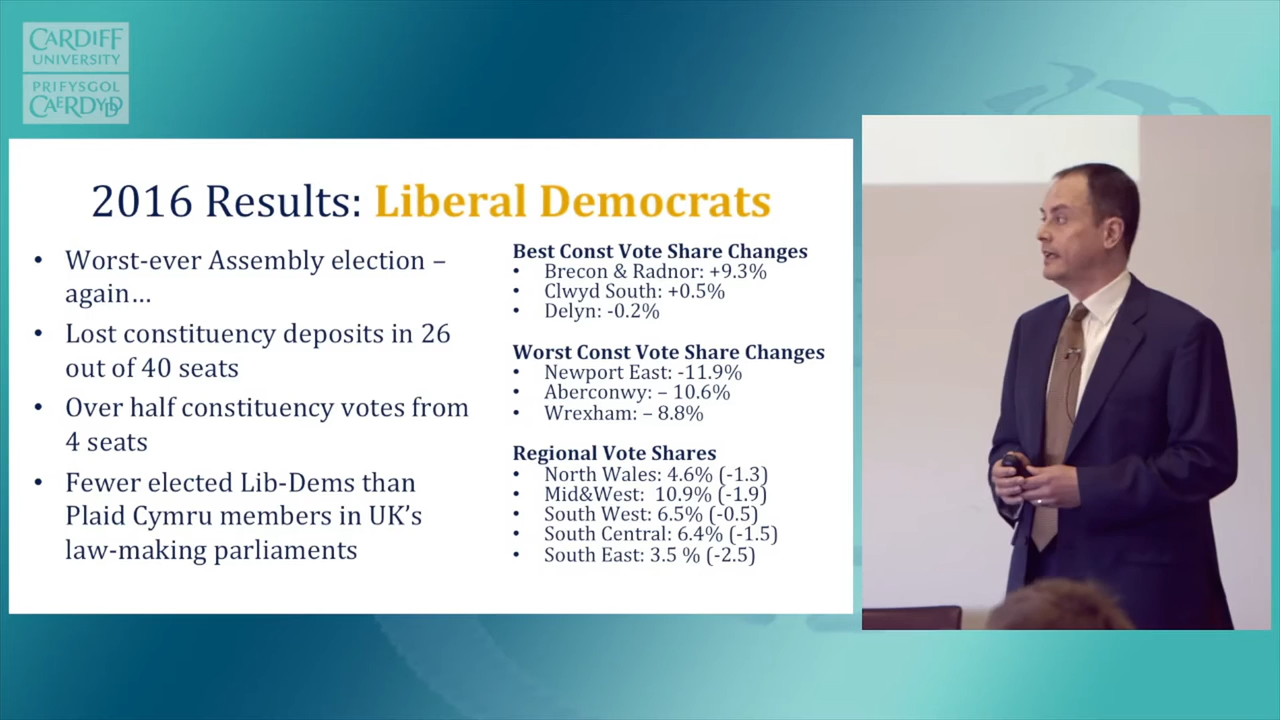 CARDIFF
UNIVERSITY
PRIFYSGOL
CAERDYDD
2016 Results: Liberal Democrats
• Worst-ever Assembly election –
again…
• Lost constituency deposits in 26
out of 40 seats
• Over half constituency votes from
4 seats
• Fewer elected Lib-Dems than
Plaid Cymru members in UK’s
law-making parliaments
Best Const Vote Share Changes
• Brecon & Radnor: +9.3%
• Clwyd South: +0.5%
• Delyn: -0.2%
Worst Const Vote Share Changes
• Newport East: -11.9%
• Aberconwy: – 10.6%
• Wrexham: – 8.8%
Regional Vote Shares
• North Wales: 4.6% (-1.3)
• Mid&West: 10.9% (-1.9)
• South West: 6.5% (-0.5)
• South Central: 6.4% (-1.5)
• South East: 3.5 % (-2.5)